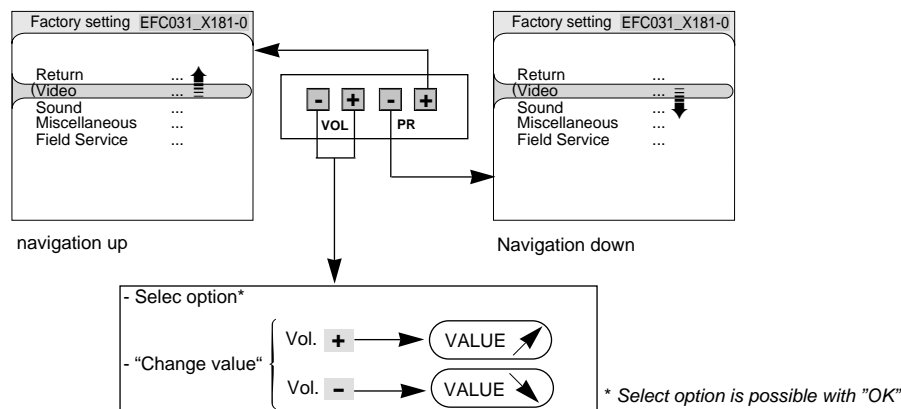 Factory setting EFC031_X181-0
Return ...
(Video ...
Sound ...
Miscellaneous ...
Field Service ...
navigation up
- + - +
VOL PR
Factory setting EFC031_X181-0
Return ...
(Video ...
Sound ...
Miscellaneous ...
Field Service ...
Navigation down
- Selec option*
- “Change value“
Vol. + VALUE
Vol. - VALUE
* Select option is possible with ”OK”